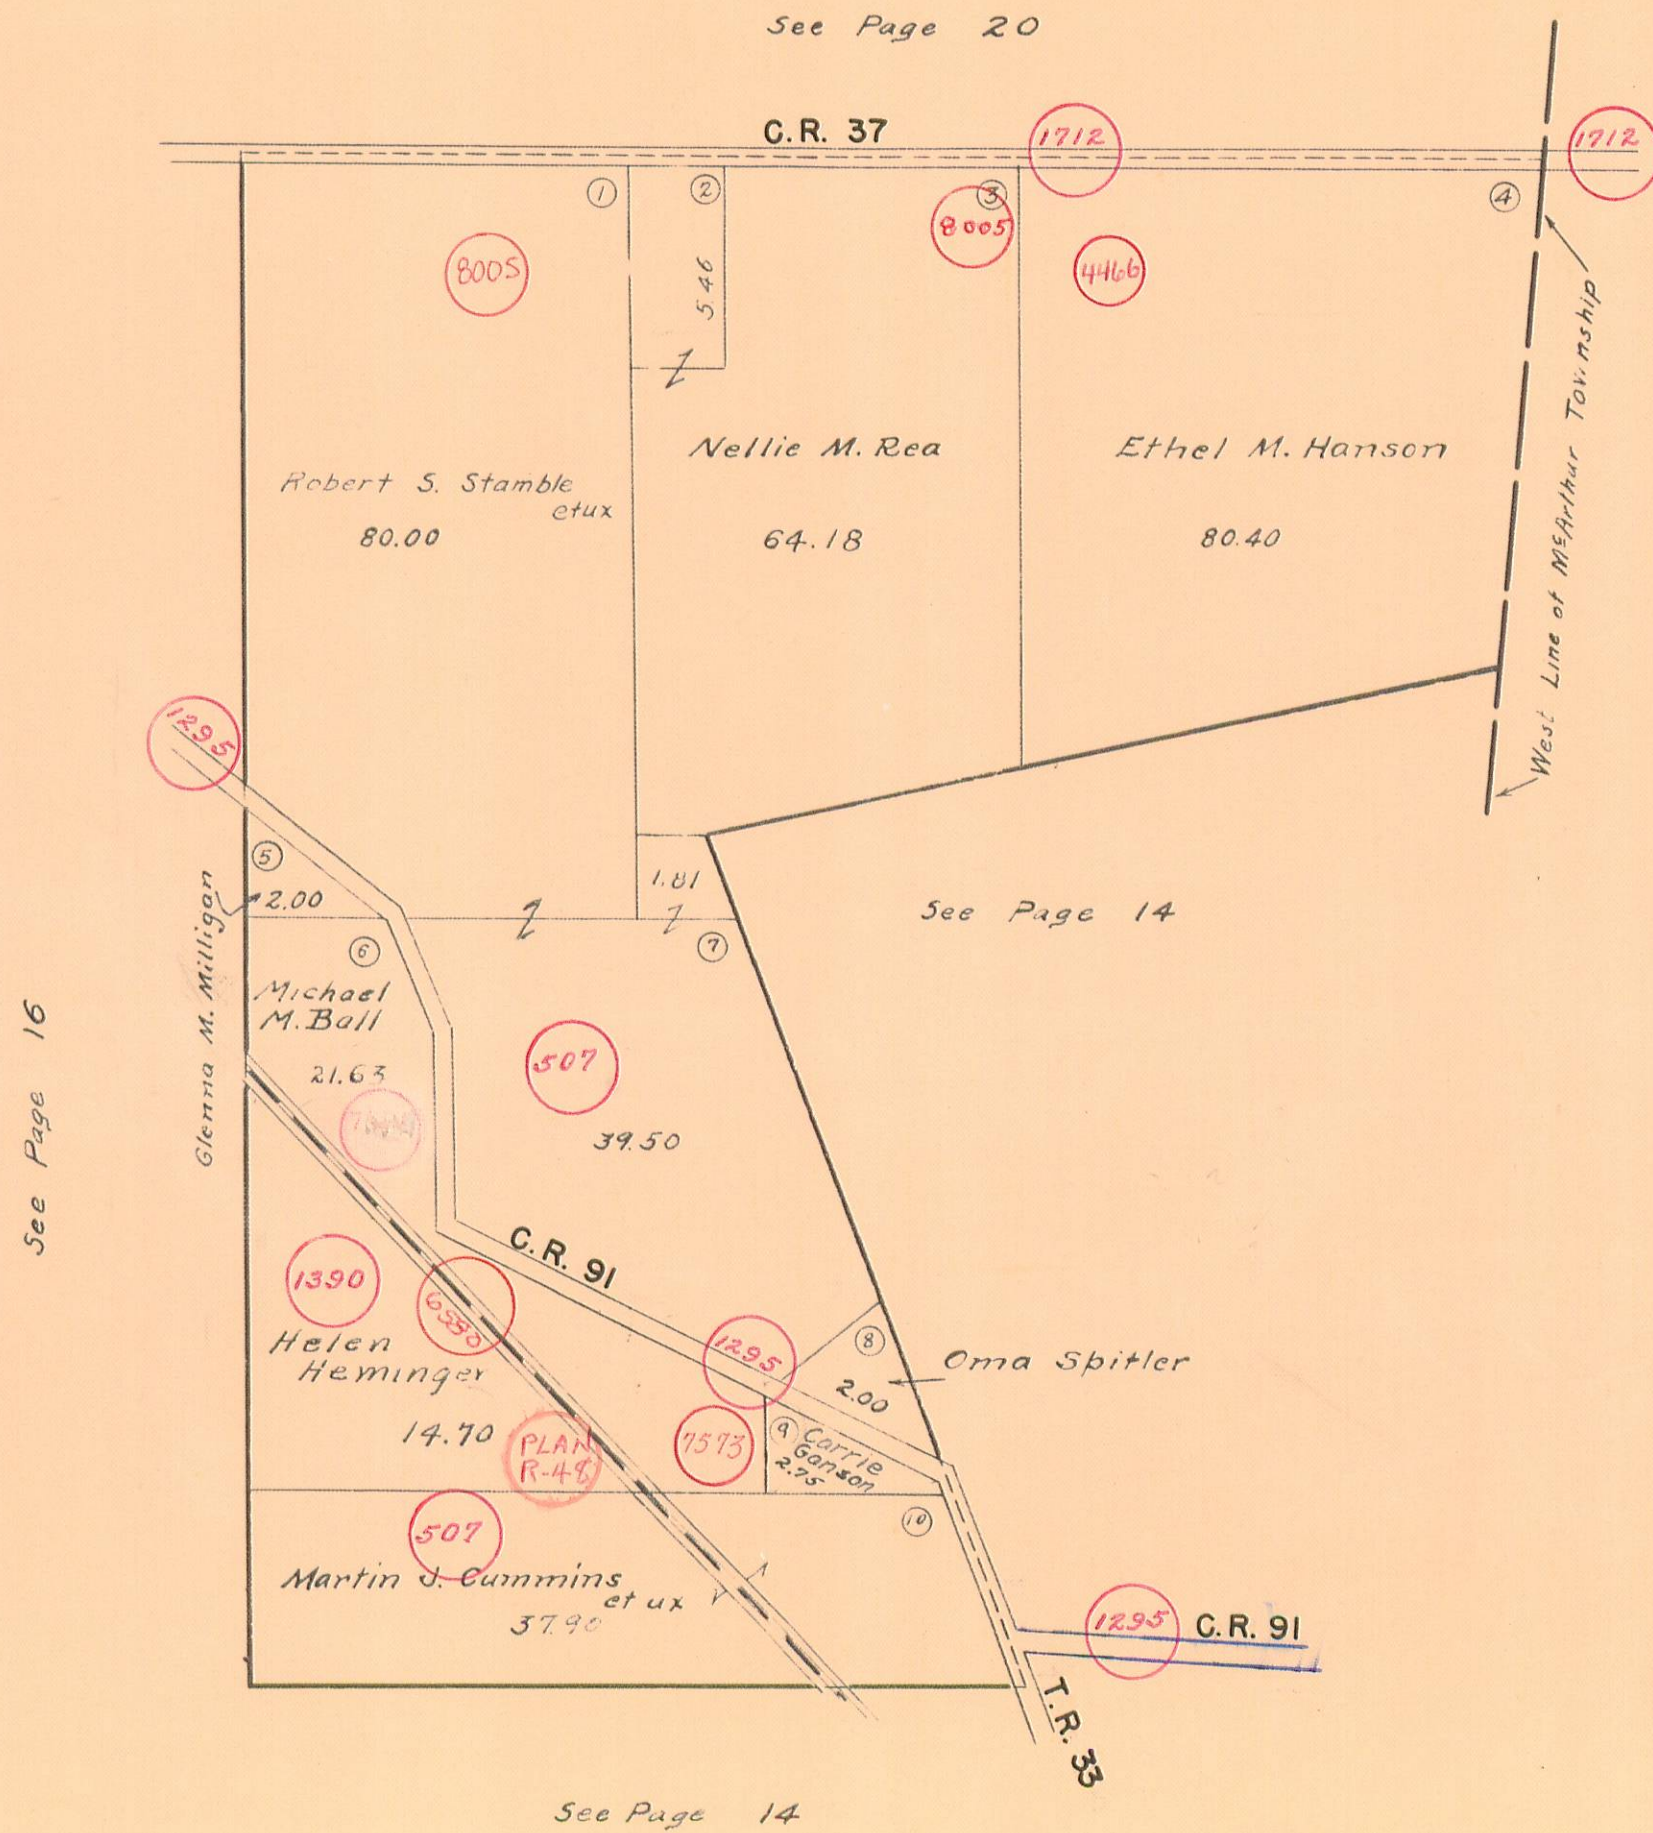 See Page 20
C.R. 37
1712
1712
1
2
3
4
8005
8005
4466
5.46
West Line of McArthur Township
Robert S. Stamble
etux
80.00
Nellie M. Rea
64.18
Ethel M. Hanson
80.40
1295
5
2.00
Glenna M. Milligan
1.81
See Page 14
6
7
Michael
M. Ball
21.63
507
39.50
See Page 16
C.R. 91
1390
6580
Helen
Heminger
14.70
1295
8
2.00
Oma Spitler
PLAN
R-48
7573
9 Carrie
Ganson
2.75
10
507
Martin J. Cummins
et ux
37.90
1295
C.R. 91
T.R. 33
See Page 14